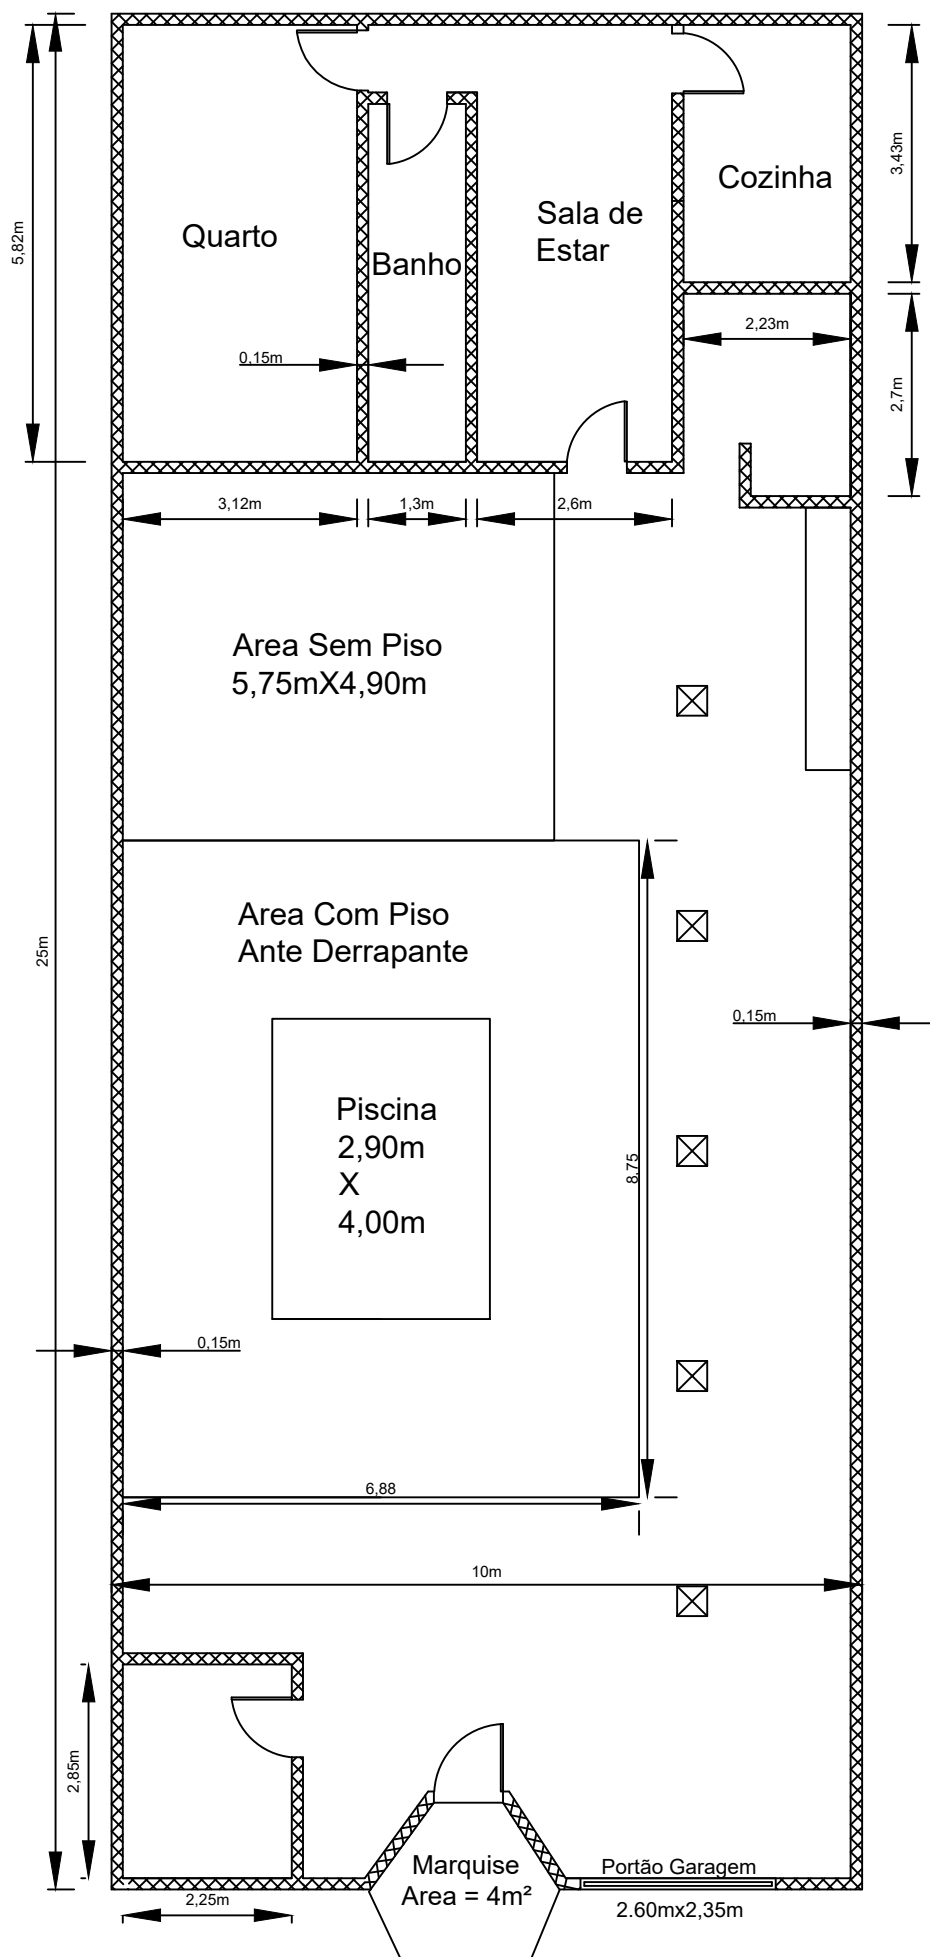 5,82m
3,43m
Quarto
Banho
Sala de
Estar
Cozinha
0,15m
2,23m
2,7m
3,12m
1,3m
2,6m
Area Sem Piso
5,75mX4,90m
25m
Area Com Piso
Ante Derrapante
0,15m
Piscina
2,90m
X
4,00m
8,75
0,15m
6,88
10m
2,85m
2,25m
Marquise
Area = 4m²
Portão Garagem
2.60mx2,35m